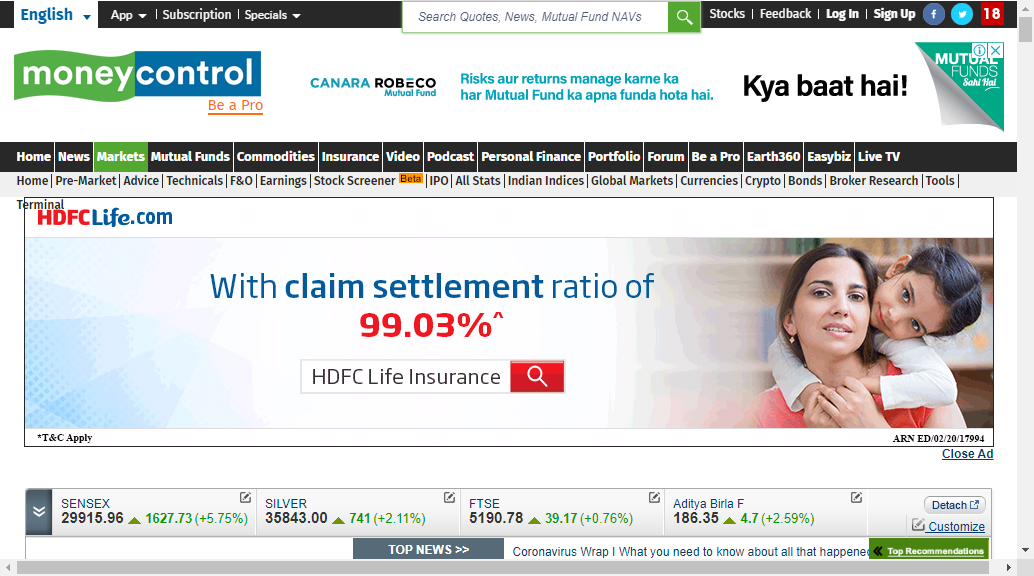 English App | Subscription | Specials Search Quotes, News, Mutual Fund NAVs Stocks | Feedback | Log In | Sign Up 18
moneycontrol
Be a Pro
CANARA ROBECO
Mutual Fund
Risks aur returns manage karne ka
har Mutual Fund ka apna funda hota hai.
Kya baat hai!
MUTUAL
FUNDS
Sahi Hai
Home News Markets Mutual Funds Commodities Insurance Video Podcast Personal Finance Portfolio Forum Be a Pro Earth360 Easybiz Live TV
Home | Pre-Market | Advice | Technicals | F&O | Earnings | Stock Screener Beta | IPO | All Stats | Indian Indices | Global Markets | Currencies | Crypto | Bonds | Broker Research | Tools |
Terminal
HDFCLife.com
With claim settlement ratio of
99.03%^
HDFC Life Insurance
*T&C Apply ARN ED/02/20/17994
Close Ad
SENSEX SILVER FTSE Aditya Birla F Detach
29915.96 1627.73 (+5.75%) 35843.00 741 (+2.11%) 5190.78 39.17 (+0.76%) 186.35 4.7 (+2.59%) Customize
TOP NEWS >> Coronavirus Wrap I What you need to know about all that happene Top Recommendations